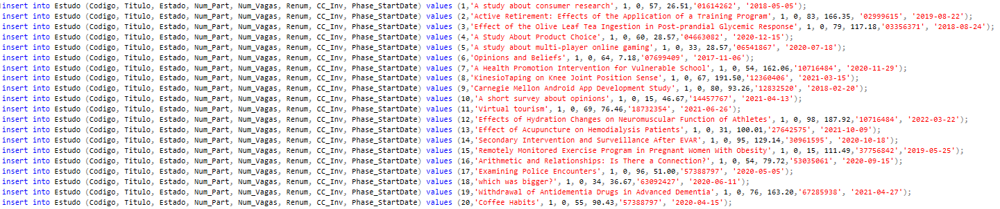 insert into Estudo (Codigo, Titulo, Estado, Num_Part, Num_Vagas, Renum, CC_Inv, Phase_StartDate) values (1,'A study about consumer research', 1, 0, 57, 26.51,'01614262', '2018-05-05');
insert into Estudo (Codigo, Titulo, Estado, Num_Part, Num_Vagas, Renum, CC_Inv, Phase_StartDate) values (2,'Active Retirement: Effects of the Application of a Training Program', 1, 0, 83, 166.35, '02999615', '2019-08-22');
insert into Estudo (Codigo, Titulo, Estado, Num_Part, Num_Vagas, Renum, CC_Inv, Phase_StartDate) values (3,'Effect of the Olive Leaf Tea Ingestion in Post-prandial Glycemic Response', 1, 0, 79, 117.18,'03356371', '2018-08-24');
insert into Estudo (Codigo, Titulo, Estado, Num_Part, Num_Vagas, Renum, CC_Inv, Phase_StartDate) values (4,'A Study About Product Choice', 1, 0, 60, 28.57,'04663082', '2020-12-15');
insert into Estudo (Codigo, Titulo, Estado, Num_Part, Num_Vagas, Renum, CC_Inv, Phase_StartDate) values (5,'A study about multi-player online gaming', 1, 0, 33, 28.57,'06541867', '2020-07-18');
insert into Estudo (Codigo, Titulo, Estado, Num_Part, Num_Vagas, Renum, CC_Inv, Phase_StartDate) values (6,'Opinions and Beliefs', 1, 0, 64, 7.18,'07699409', '2017-11-06');
insert into Estudo (Codigo, Titulo, Estado, Num_Part, Num_Vagas, Renum, CC_Inv, Phase_StartDate) values (7,'A Health Promotion Intervention for Vulnerable School', 1, 0, 54, 162.06,'10716484', '2020-11-29');
insert into Estudo (Codigo, Titulo, Estado, Num_Part, Num_Vagas, Renum, CC_Inv, Phase_StartDate) values (8,'KinesioTaping on Knee Joint Position Sense', 1, 0, 67, 191.50,'12360406', '2021-03-15');
insert into Estudo (Codigo, Titulo, Estado, Num_Part, Num_Vagas, Renum, CC_Inv, Phase_StartDate) values (9,'Carnegie Mellon Android App Development Study', 1, 0, 80, 93.26,'12832520', '2018-02-20');
insert into Estudo (Codigo, Titulo, Estado, Num_Part, Num_Vagas, Renum, CC_Inv, Phase_StartDate) values (10,'A short survey about opinions', 1, 0, 15, 46.67,'14457767', '2021-04-13');
insert into Estudo (Codigo, Titulo, Estado, Num_Part, Num_Vagas, Renum, CC_Inv, Phase_StartDate) values (11,'Virtual tourism', 1, 0, 69, 76.46,'18732354', '2021-06-26');
insert into Estudo (Codigo, Titulo, Estado, Num_Part, Num_Vagas, Renum, CC_Inv, Phase_StartDate) values (12,'Effects of Hydration Changes on Neuromuscular Function of Athletes', 1, 0, 98, 187.92,'10716484', '2022-03-22');
insert into Estudo (Codigo, Titulo, Estado, Num_Part, Num_Vagas, Renum, CC_Inv, Phase_StartDate) values (13,'Effect of Acupuncture on Hemodialysis Patients', 1, 0, 31, 100.01,'27642575', '2021-10-09');
insert into Estudo (Codigo, Titulo, Estado, Num_Part, Num_Vagas, Renum, CC_Inv, Phase_StartDate) values (14,'Secondary Intervention and Surveillance After EVAR', 1, 0, 95, 129.14,'30961595', '2020-10-18');
insert into Estudo (Codigo, Titulo, Estado, Num_Part, Num_Vagas, Renum, CC_Inv, Phase_StartDate) values (15,'Remotely Monitored Exercise Program in Pregnant Women With Obesity', 1, 0, 15, 111.49,'37756842','2019-05-25');
insert into Estudo (Codigo, Titulo, Estado, Num_Part, Num_Vagas, Renum, CC_Inv, Phase_StartDate) values (16,'Arithmetic and Relationships: Is There a Connection?', 1, 0, 54, 79.72,'53035061', '2020-09-15');
insert into Estudo (Codigo, Titulo, Estado, Num_Part, Num_Vagas, Renum, CC_Inv, Phase_StartDate) values (17,'Examining Police Encounters', 1, 0, 96, 51.00,'57388797', '2020-05-05');
insert into Estudo (Codigo, Titulo, Estado, Num_Part, Num_Vagas, Renum, CC_Inv, Phase_StartDate) values (18,'which was bigger?', 1, 0, 34, 36.67,'63092427', '2020-06-11');
insert into Estudo (Codigo, Titulo, Estado, Num_Part, Num_Vagas, Renum, CC_Inv, Phase_StartDate) values (19,'Withdrawal of Antidementia Drugs in Advanced Dementia', 1, 0, 76, 163.20,'67285938', '2021-04-27');
insert into Estudo (Codigo, Titulo, Estado, Num_Part, Num_Vagas, Renum, CC_Inv, Phase_StartDate) values (20,'Coffee Habits', 1, 0, 55, 90.43,'57388797', '2020-04-15');